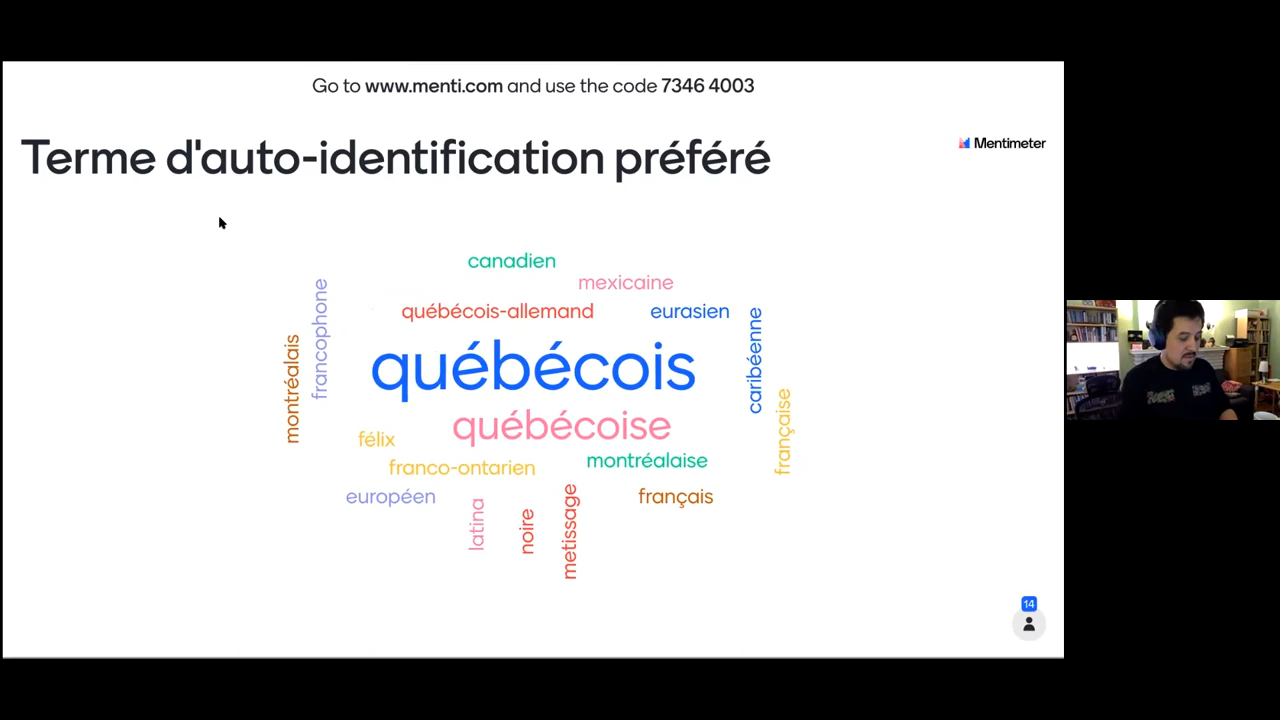 Go to www.menti.com and use the code 7346 4003
Terme d'auto-identification préféré
Mentimeter
canadien
mexicaine
québécois-allemand
eurasien
francophone
caribéenne
montréalais
québécois
québécoise
française
félix
montréalaise
franco-ontarien
européen
français
latina
noire
metissage
14